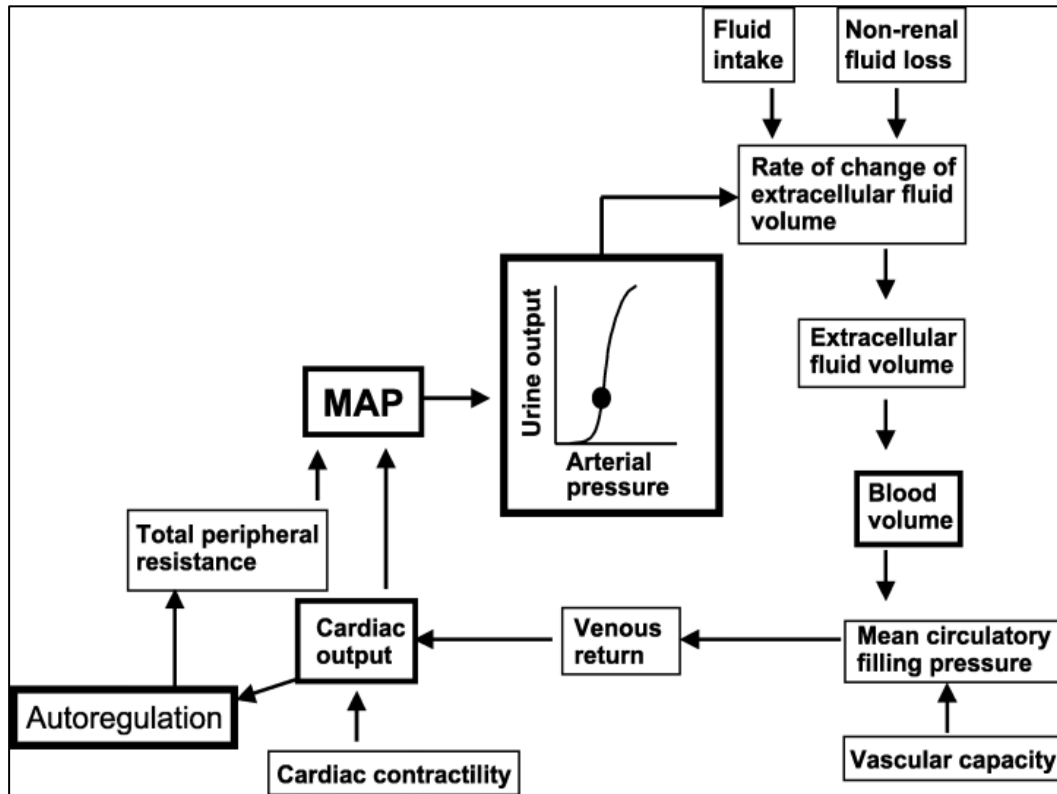 Fluid
intake
Non-renal
fluid loss
Rate of change of
extracellular fluid
volume
Urine output
Arterial
pressure
Extracellular
fluid volume
MAP
Blood
volume
Total peripheral
resistance
Cardiac
output
Venous
return
Mean circulatory
filling pressure
Autoregulation
Cardiac contractility
Vascular capacity